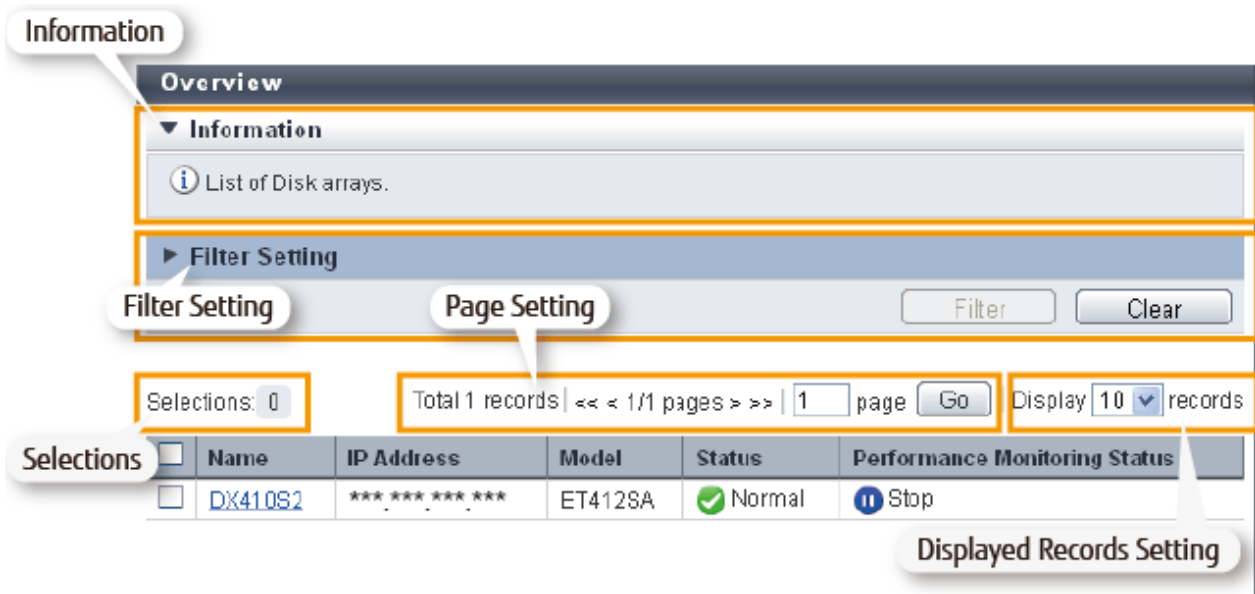 Information
Overview
▼ Information
List of Disk arrays.
► Filter Setting
Filter Setting
Page Setting
Filter
Clear
Selections: 0
Total 1 records | << < 1/1 pages > >> | 1 page Go | Display 10 records
Selections
Name IP Address Model Status Performance Monitoring Status
DX410S2 ***.***.***.*** ET412SA Normal Stop
Displayed Records Setting